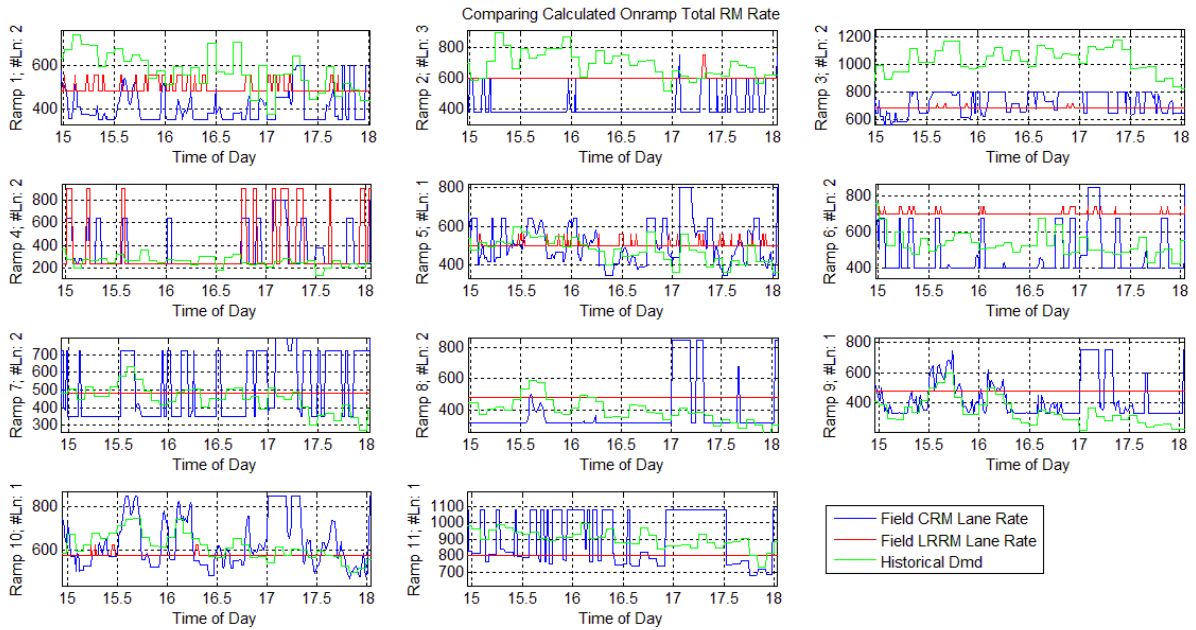 Comparing Calculated Onramp Total RM Rate
Ramp 1; #Ln: 2
600
400
15 15.5 16 16.5 17 17.5 18
Time of Day
Ramp 2; #Ln: 3
800
600
400
15 15.5 16 16.5 17 17.5 18
Time of Day
Ramp 3; #Ln: 2
1200
1000
800
600
15 15.5 16 16.5 17 17.5 18
Time of Day
Ramp 4; #Ln: 2
800
600
400
200
15 15.5 16 16.5 17 17.5 18
Time of Day
Ramp 5; #Ln: 1
800
600
400
15 15.5 16 16.5 17 17.5 18
Time of Day
Ramp 6; #Ln: 2
800
600
400
15 15.5 16 16.5 17 17.5 18
Time of Day
Ramp 7; #Ln: 2
700
600
500
400
300
15 15.5 16 16.5 17 17.5 18
Time of Day
Ramp 8; #Ln: 2
800
600
400
15 15.5 16 16.5 17 17.5 18
Time of Day
Ramp 9; #Ln: 1
800
600
400
15 15.5 16 16.5 17 17.5 18
Time of Day
Ramp 10; #Ln: 1
800
600
15 15.5 16 16.5 17 17.5 18
Time of Day
Ramp 11; #Ln: 1
1100
1000
900
800
700
15 15.5 16 16.5 17 17.5 18
Time of Day
Field CRM Lane Rate
Field LRRM Lane Rate
Historical Dmd